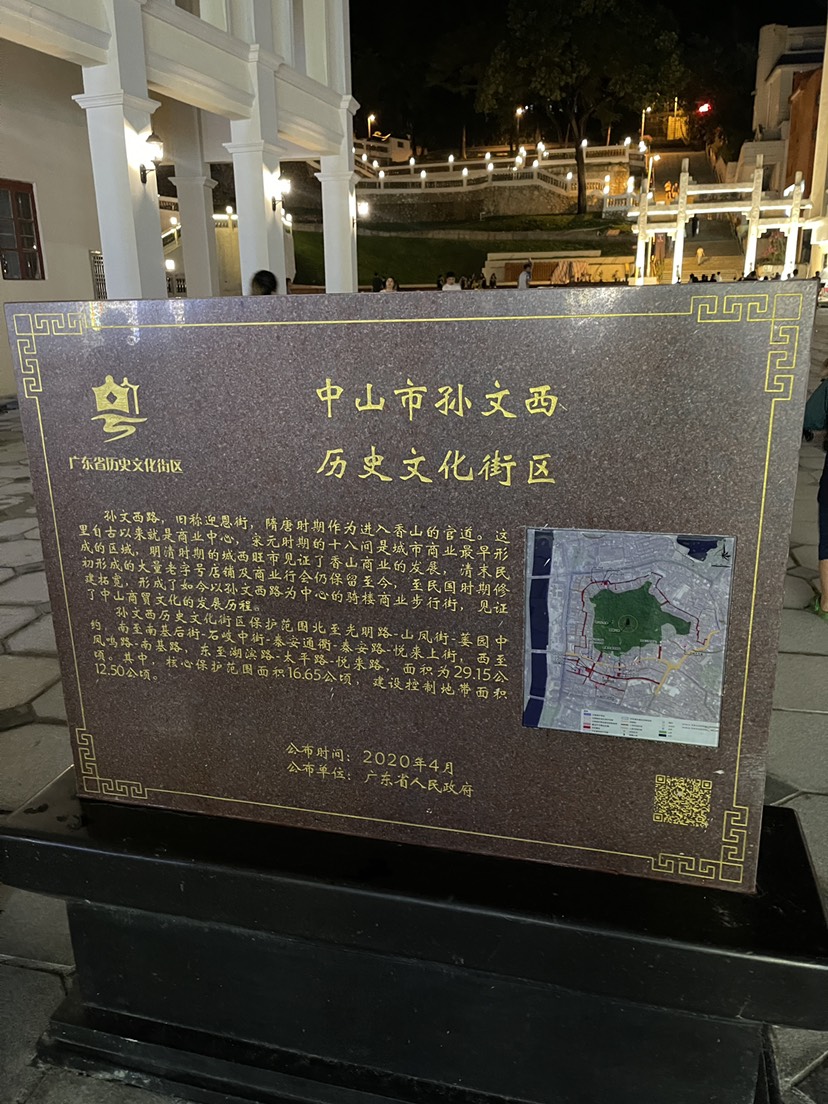 中山市孙文西
历史文化街区
广东省历史文化街区
孙文西路，旧称迎恩街，隋唐时期作为进入香山的官道。这
里自古以来就是商业中心，宋元时期的十八间是城市商业最早形
成的区域，明清时期的城西旺市见证了香山商业的发展，清末民
初形成的大量老字号店铺及商业行会仍保留至今，至民国时期修
建拓宽，形成了如今以孙文西路为中心的骑楼商业步行街，见证
了中山商贸文化的发展历程。
孙文西历史文化街区保护范围北至光明路-山凤街-蒌园中
约，南至南基后街-石岐中街-泰安通衢-泰安路-悦来上街，西至
凤鸣路-南基路，东至湖滨路-太平路-悦来路，面积为29.15公
顷。其中，核心保护范围面积16.65公顷，建设控制地带面积
12.50公顷。
公布时间：2020年4月
公布单位：广东省人民政府